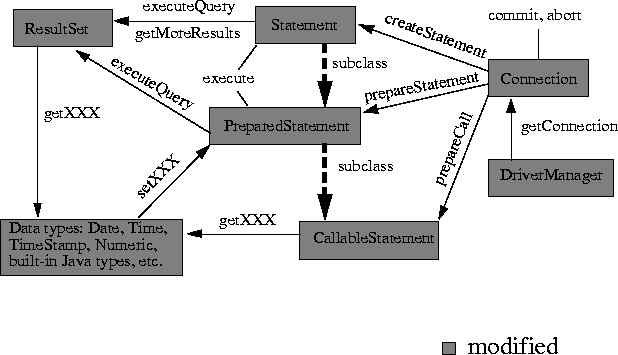 executeQuery
ResultSet
Statement
commit, abort
getMoreResults
createStatement
subclass
executeQuery
execute
prepareStatement
Connection
getXXX
PreparedStatement
getConnection
prepareCall
setXXX
subclass
DriverManager
Data types: Date, Time,
TimeStamp, Numeric,
built-in Java types, etc.
getXXX
CallableStatement
modified